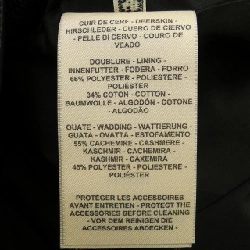 CUIR DE CERF - DEERSKIN
HIRSCHLEDER - CUERO DE CIERVO
- PELLE DI CERVO - COURO DE
VEADO
DOUBLURE - LINING -
INNENFUTTER - FODERA - FORRO
66% POLYESTER - POLIESTERE -
POLIESTER
34% COTON - COTTON -
BAUMWOLLE - ALGODÓN - COTONE
ALGODÃO
OUATE - WADDING - WATTIERUNG
GUATA - OVATTA - ESTOFAMENTO
55% CACHEMIRE - CASHMERE -
KASCHMIR - CACHEMIRA -
KASHMIR - CAXEMIRA
45% POLYESTER - POLIESTERE -
POLIÉSTER
PROTEGER LES ACCESSOIRES
AVANT ENTRETIEN - PROTECT THE
ACCESSORIES BEFORE CLEANING
- VOR DEM REINIGEN DIE